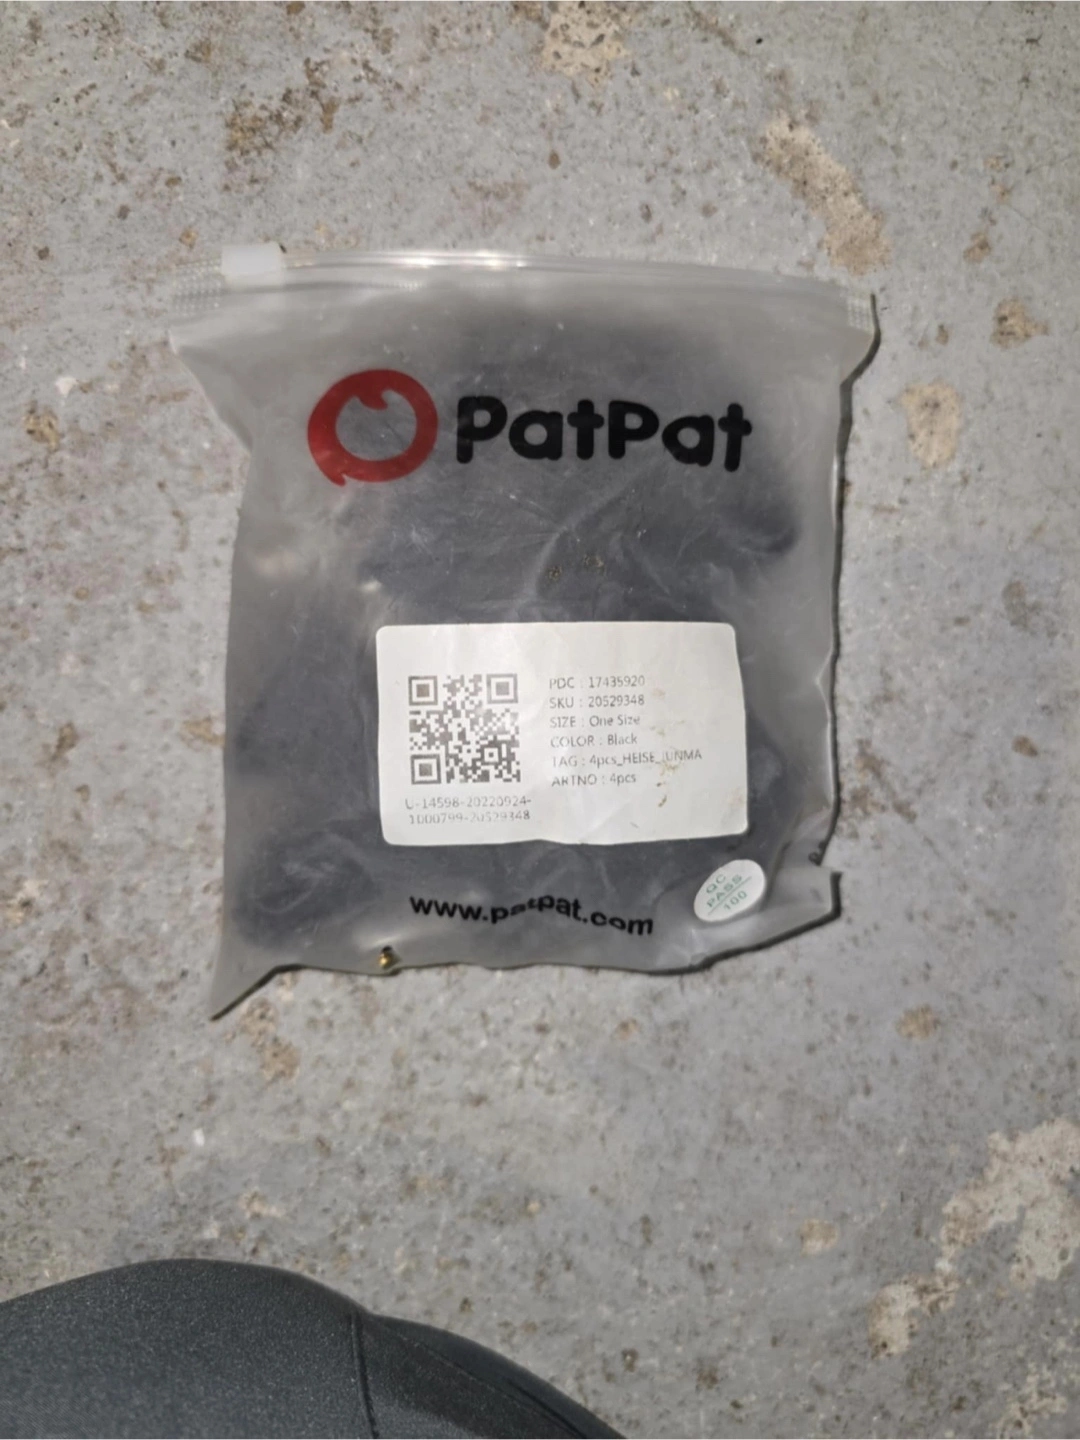 PatPat
PDC : 17435920
SKU : 20529348
SIZE : One Size
COLOR : Black
TAG : 4pcs_HEISE_JUNMA
ARTNO : 4pcs
U-14598-20220924-
1000799-20529348
www.patpat.com
QC
PASS
100